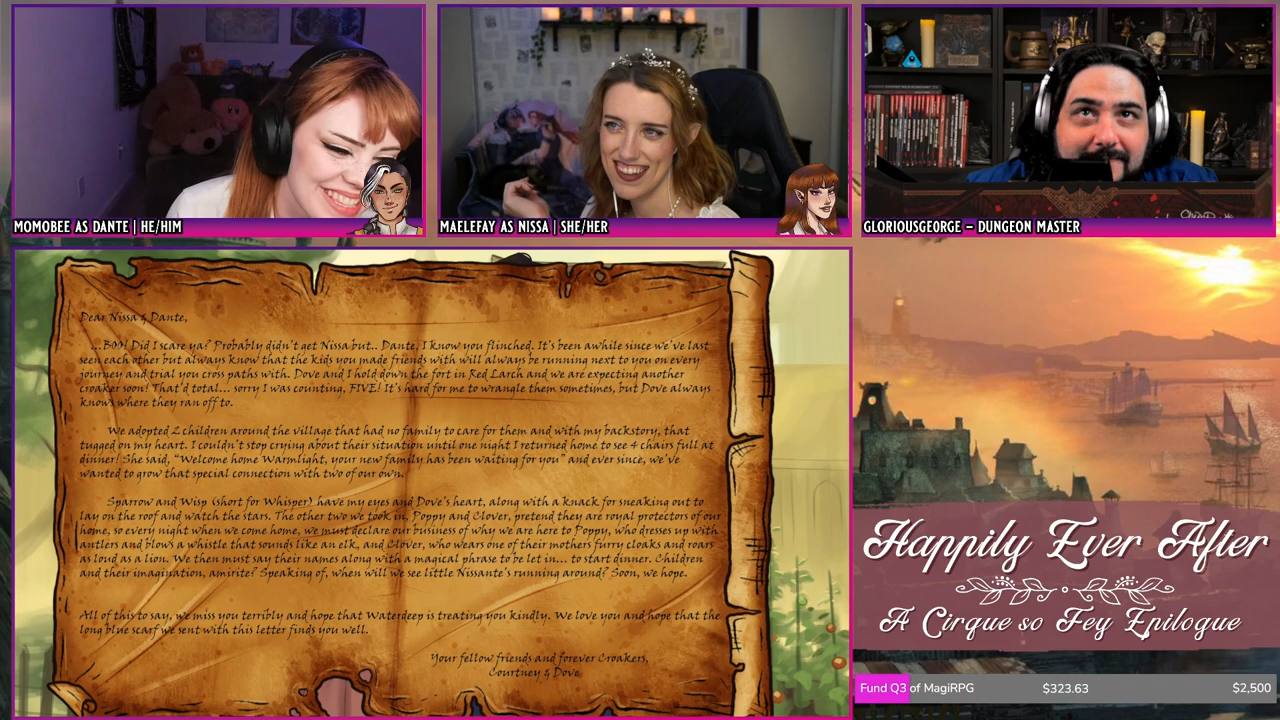 MOMOBEE AS DANTE | HE/HIM
MAELEFAY AS NISSA | SHE/HER
GLORIOUSGEORGE – DUNGEON MASTER
Dear Nissa & Dante,
...BOO! Did I scare ya? Probably didn't get Nissa but.. Dante, I know you flinched. It's been awhile since we've last
seen each other but always know that the kids you made friends with will always be running next to you on every
journey and trial you cross paths with. Dove and I hold down the fort in Red Larch and we are expecting another
croaker soon! That'd total... sorry I was counting, FIVE! It's hard for me to wrangle them sometimes, but Dove always
knows where they ran off to.
We adopted 2 children around the village that had no family to care for them and with my backstory, that
tugged on my heart. I couldn't stop crying about their situation until one night I returned home to see 4 chairs full at
dinner! She said, "Welcome home Warmlight, your new family has been waiting for you" and ever since, we've
wanted to grow that special connection with two of our own.
Sparrow and Wisp (short for Whisper) have my eyes and Dove's heart, along with a knack for sneaking out to
lay on the roof and watch the stars. The other two we took in, Poppy and Clover, pretend they are royal protectors of our
home, so every night when we come home, we must declare our business of why we are here to Poppy, who dresses up with
antlers and blows a whistle that sounds like an elk, and Clover, who wears one of their mothers furry cloaks and roars
as loud as a lion. We then must say their names along with a magical phrase to be let in... to start dinner. Children
and their imagination, amirite? Speaking of, when will we see little Nissante's running around? Soon, we hope.
All of this to say, we miss you terribly and hope that Waterdeep is treating you kindly. We love you and hope that the
long blue scarf we sent with this letter finds you well.
Your fellow friends and forever Croakers,
Courtney & Dove
Happily Ever After
A Cirque so Fey Epilogue
Fund Q3 of MagiRPG $323.63 $2,500